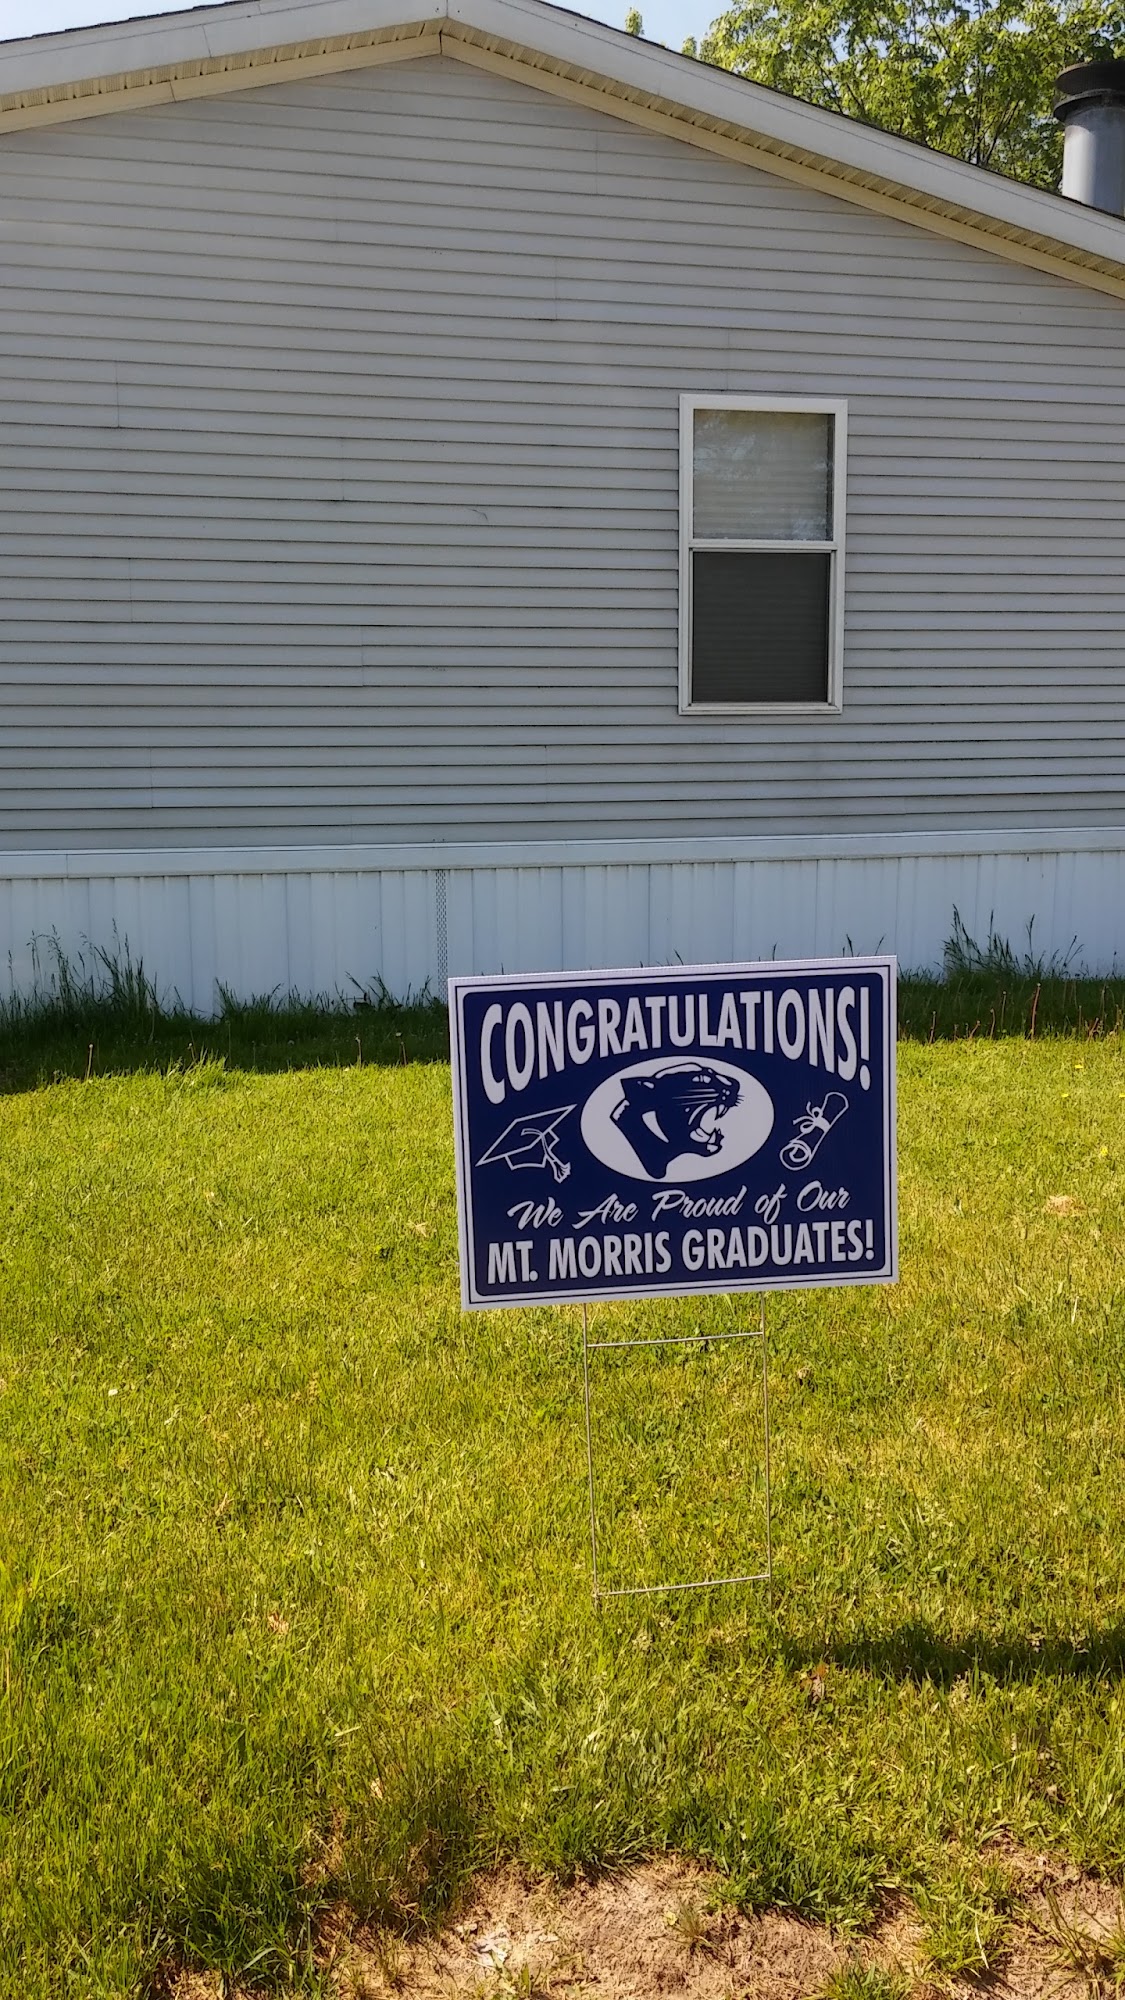 CONGRATULATIONS!
We Are Proud of Our
MT. MORRIS GRADUATES!